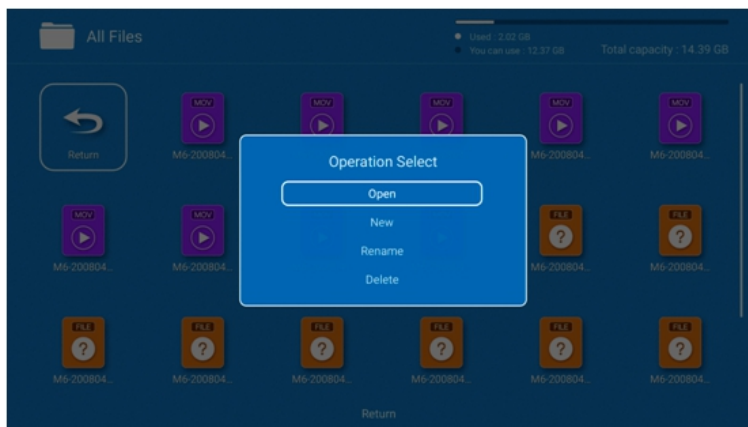 All Files
Used : 2.02 GB
You can use : 12.37 GB
Total capacity : 14.39 GB
MOV
MOV
MOV
MOV
MOV
Return
M6-200804...
M6-200804...
M6-200804...
Operation Select
Open
New
Rename
Delete
MOV
MOV
FILE
FILE
M6-200804...
M6-200804...
M6-200804...
M6-200804...
FILE
FILE
FILE
FILE
FILE
FILE
M6-200804...
M6-200804...
M6-200804...
M6-200804...
M6-200804...
M6-200804...
Return